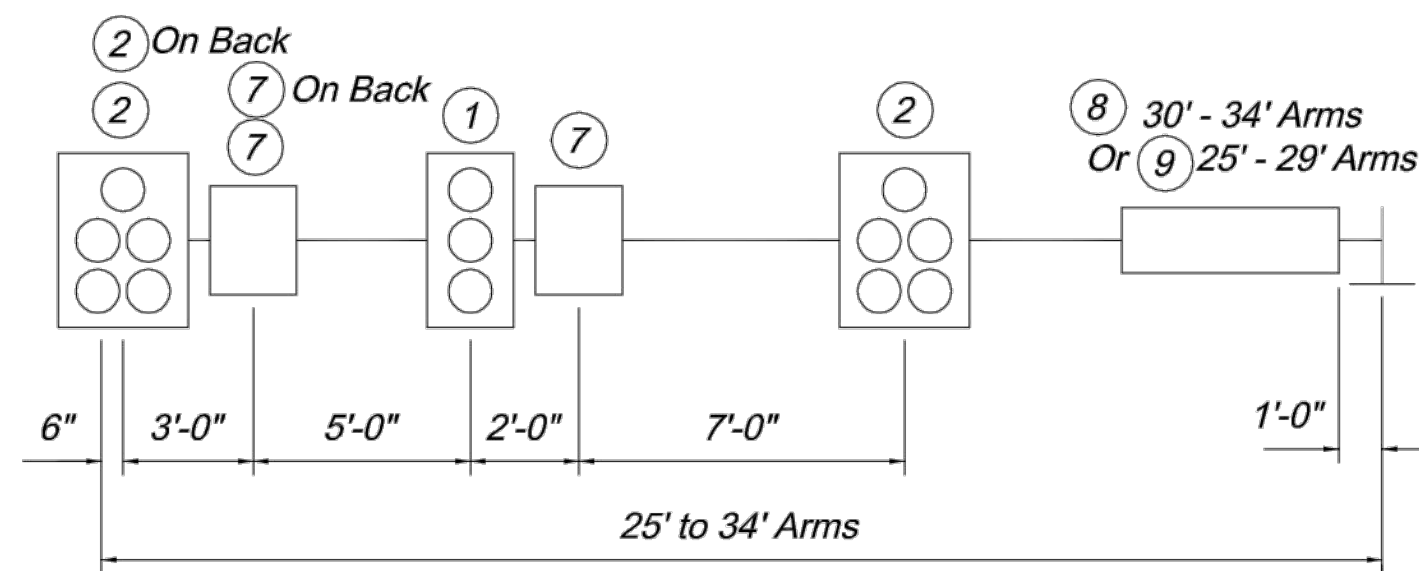 2 On Back
2
7 On Back
7
1
7
2
8 30' - 34' Arms
Or 9 25' - 29' Arms
6" 3'-0" 5'-0" 2'-0" 7'-0" 1'-0"
25' to 34' Arms